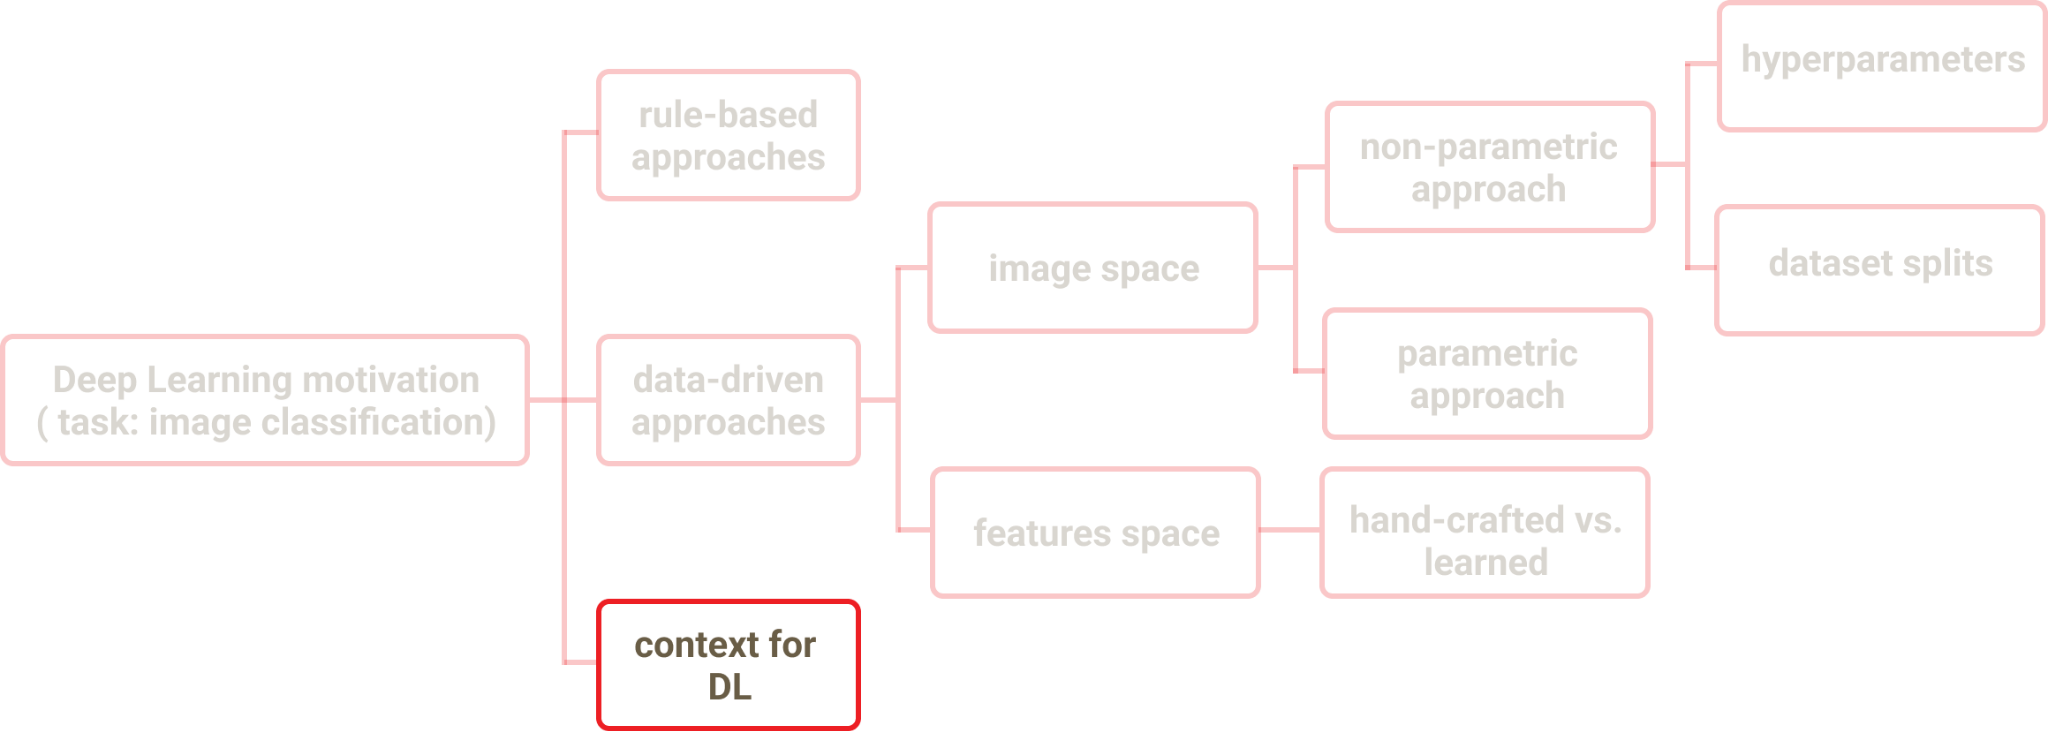 Deep Learning motivation
( task: image classification)
rule-based
approaches
data-driven
approaches
context for
DL
image space
features space
non-parametric
approach
parametric
approach
hand-crafted vs.
learned
hyperparameters
dataset splits